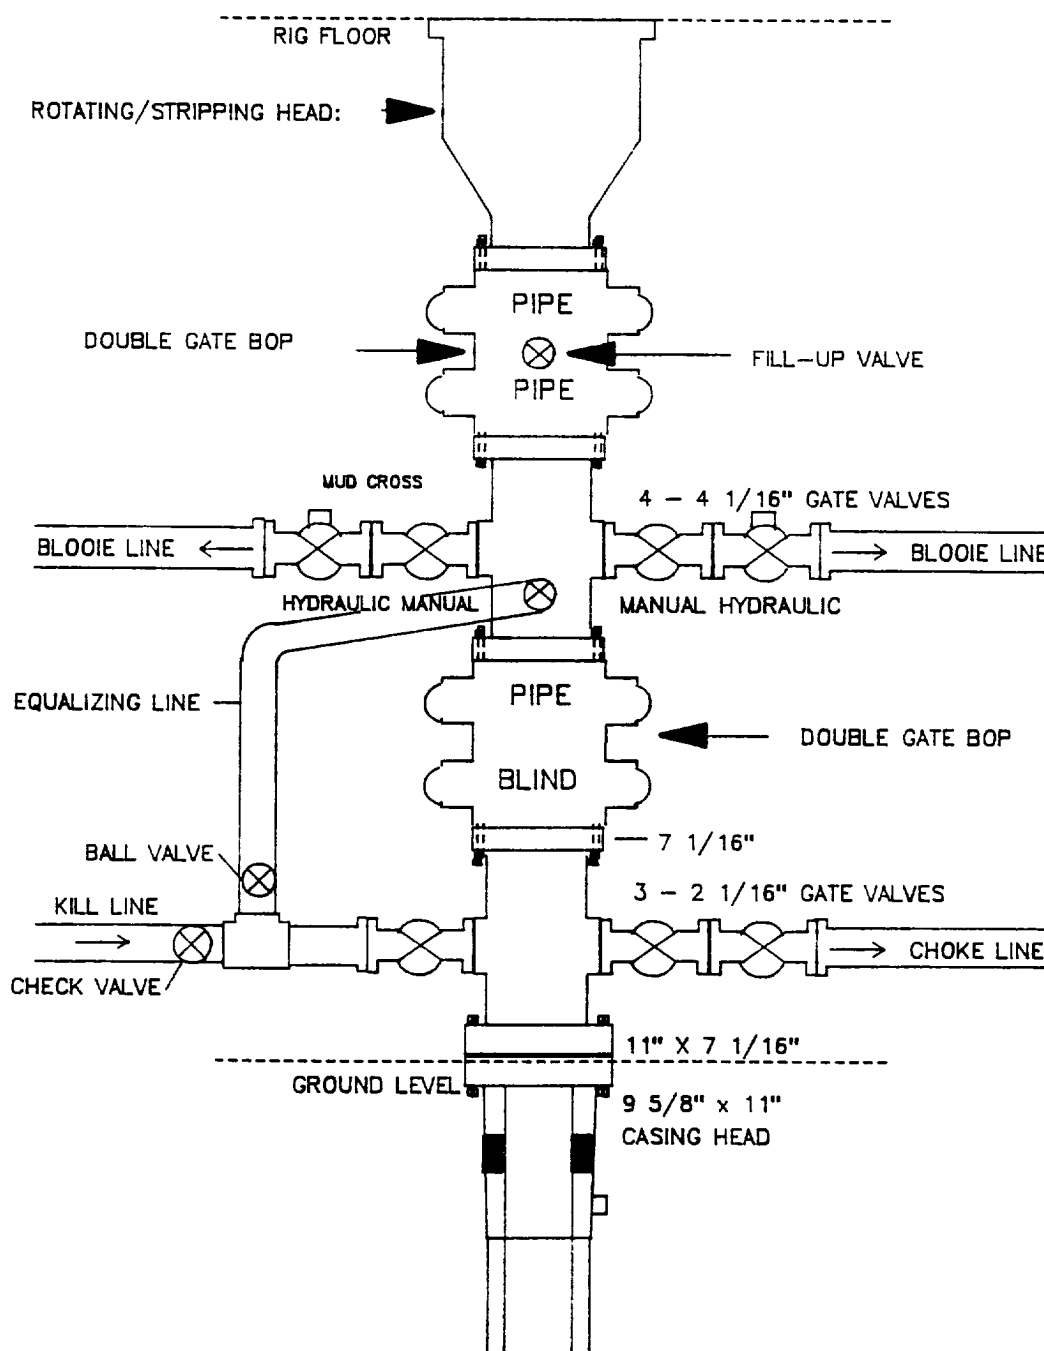 RIG FLOOR
ROTATING/STRIPPING HEAD:
PIPE
DOUBLE GATE BOP
FILL-UP VALVE
PIPE
MUD CROSS
4 - 4 1/16" GATE VALVES
BLOOIE LINE
BLOOIE LINE
HYDRAULIC MANUAL
MANUAL HYDRAULIC
PIPE
EQUALIZING LINE
DOUBLE GATE BOP
BLIND
7 1/16"
BALL VALVE
3 - 2 1/16" GATE VALVES
KILL LINE
CHOKE LINE
CHECK VALVE
11" X 7 1/16"
GROUND LEVEL
9 5/8" x 11"
CASING HEAD